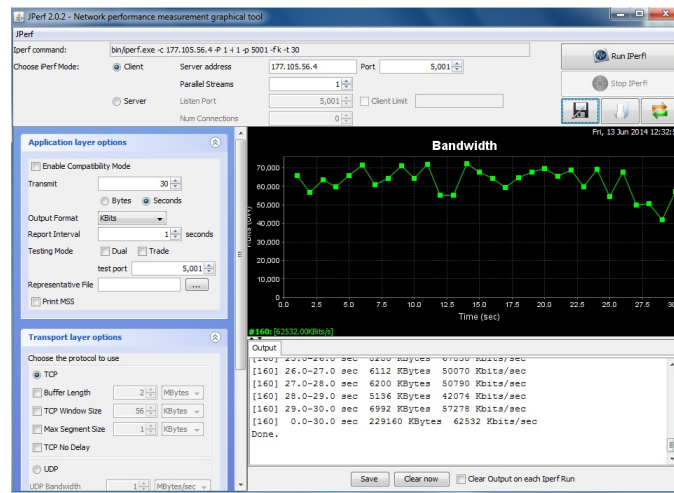 JPerf 2.0.2 - Network performance measurement graphical tool
JPerf
Iperf command: bin/iperf.exe -c 177.105.56.4 -P 1 -i 1 -p 5001 -f k -t 30
Run IPerf!
Choose iPerf Mode: Client Server address 177.105.56.4 Port 5,001
Parallel Streams 1
Stop IPerf!
Server Listen Port 5,001 Client Limit
Num Connections 0
Application layer options
Enable Compatibility Mode
Transmit 30
Bytes Seconds
Output Format KBits
Report Interval 1 seconds
Testing Mode Dual Trade
test port 5,001
Representative File ...
Print MSS
Transport layer options
Choose the protocol to use
TCP
Buffer Length 2 MBytes
TCP Window Size 56 KBytes
Max Segment Size 1 KBytes
TCP No Delay
UDP
UDP Bandwidth 1 MBytes/sec
Fri, 13 Jun 2014 12:32:5
Bandwidth
70,000
60,000
50,000
40,000
30,000
20,000
10,000
0
0.0 2.5 5.0 7.5 10.0 12.5 15.0 17.5 20.0 22.5 25.0 27.5 30
Time (sec)
#160: [62532.00KBits/s]
Output
[160] 26.0-27.0 sec 6112 KBytes 50070 Kbits/sec
[160] 27.0-28.0 sec 6200 KBytes 50790 Kbits/sec
[160] 28.0-29.0 sec 5136 KBytes 42074 Kbits/sec
[160] 29.0-30.0 sec 6992 KBytes 57278 Kbits/sec
[160] 0.0-30.0 sec 229160 KBytes 62532 Kbits/sec
Done.
Save Clear now Clear Output on each Iperf Run